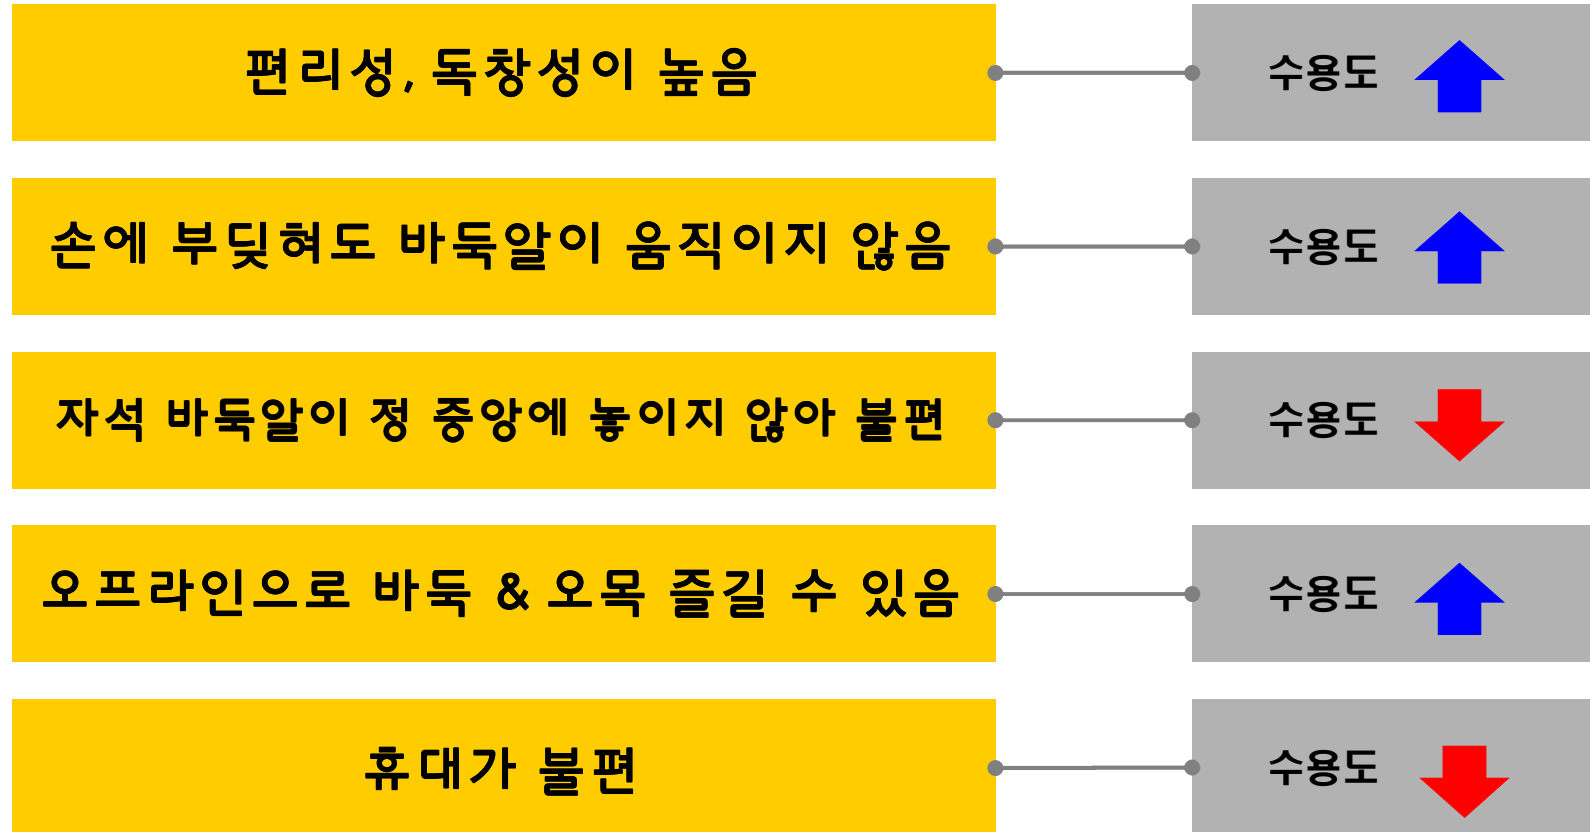 편리성, 독창성이 높음
수용도
손에 부딪혀도 바둑알이 움직이지 않음
수용도
자석 바둑알이 정 중앙에 놓이지 않아 불편
수용도
오프라인으로 바둑 & 오목 즐길 수 있음
수용도
휴대가 불편
수용도